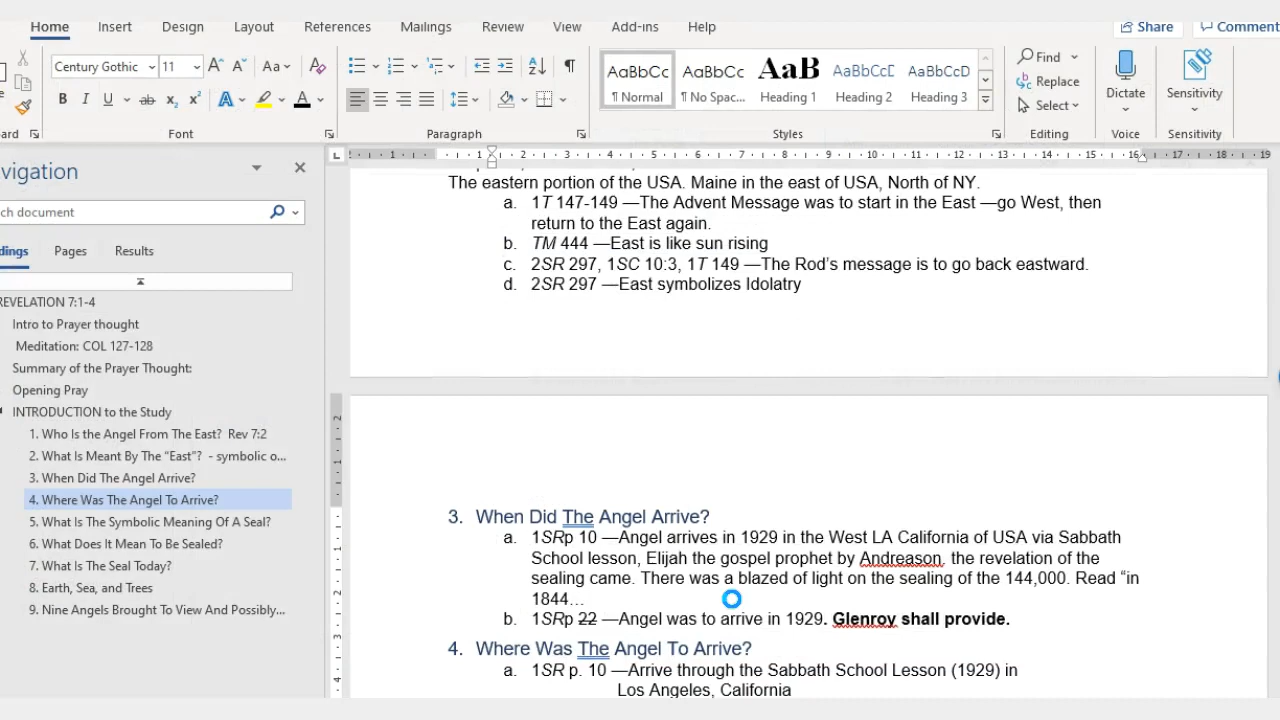 Home Insert Design Layout References Mailings Review View Add-ins Help Share Comment
Century Gothic 11 Aa Find
AaBbCc AaBbCc AaB AaBbCcD AaBbCcD Replace Dictate Sensitivity
¶ Normal ¶ No Spac... Heading 1 Heading 2 Heading 3 Select
ard Font Paragraph Styles Editing Voice Sensitivity
vigation
ch document
dings Pages Results
REVELATION 7:1-4
Intro to Prayer thought
Meditation: COL 127-128
Summary of the Prayer Thought:
Opening Pray
INTRODUCTION to the Study
1. Who Is the Angel From The East? Rev 7:2
2. What Is Meant By The "East"? - symbolic o...
3. When Did The Angel Arrive?
4. Where Was The Angel To Arrive?
5. What Is The Symbolic Meaning Of A Seal?
6. What Does It Mean To Be Sealed?
7. What Is The Seal Today?
8. Earth, Sea, and Trees
9. Nine Angels Brought To View And Possibly...
The eastern portion of the USA. Maine in the east of USA, North of NY.
a. 1T 147-149 —The Advent Message was to start in the East —go West, then
return to the East again.
b. TM 444 —East is like sun rising
c. 2SR 297, 1SC 10:3, 1T 149 —The Rod's message is to go back eastward.
d. 2SR 297 —East symbolizes Idolatry
3. When Did The Angel Arrive?
a. 1SRp 10 —Angel arrives in 1929 in the West LA California of USA via Sabbath
School lesson, Elijah the gospel prophet by Andreason, the revelation of the
sealing came. There was a blazed of light on the sealing of the 144,000. Read "in
1844...
b. 1SRp 22 —Angel was to arrive in 1929. Glenroy shall provide.
4. Where Was The Angel To Arrive?
a. 1SR p. 10 —Arrive through the Sabbath School Lesson (1929) in
Los Angeles, California